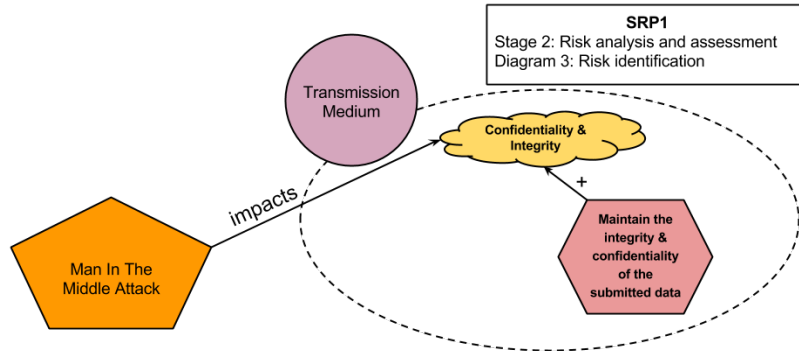 SRP1
Stage 2: Risk analysis and assessment
Diagram 3: Risk identification
Transmission
Medium
Confidentiality &
Integrity
impacts
+
Maintain the
integrity &
confidentiality
of the
submitted data
Man In The
Middle Attack